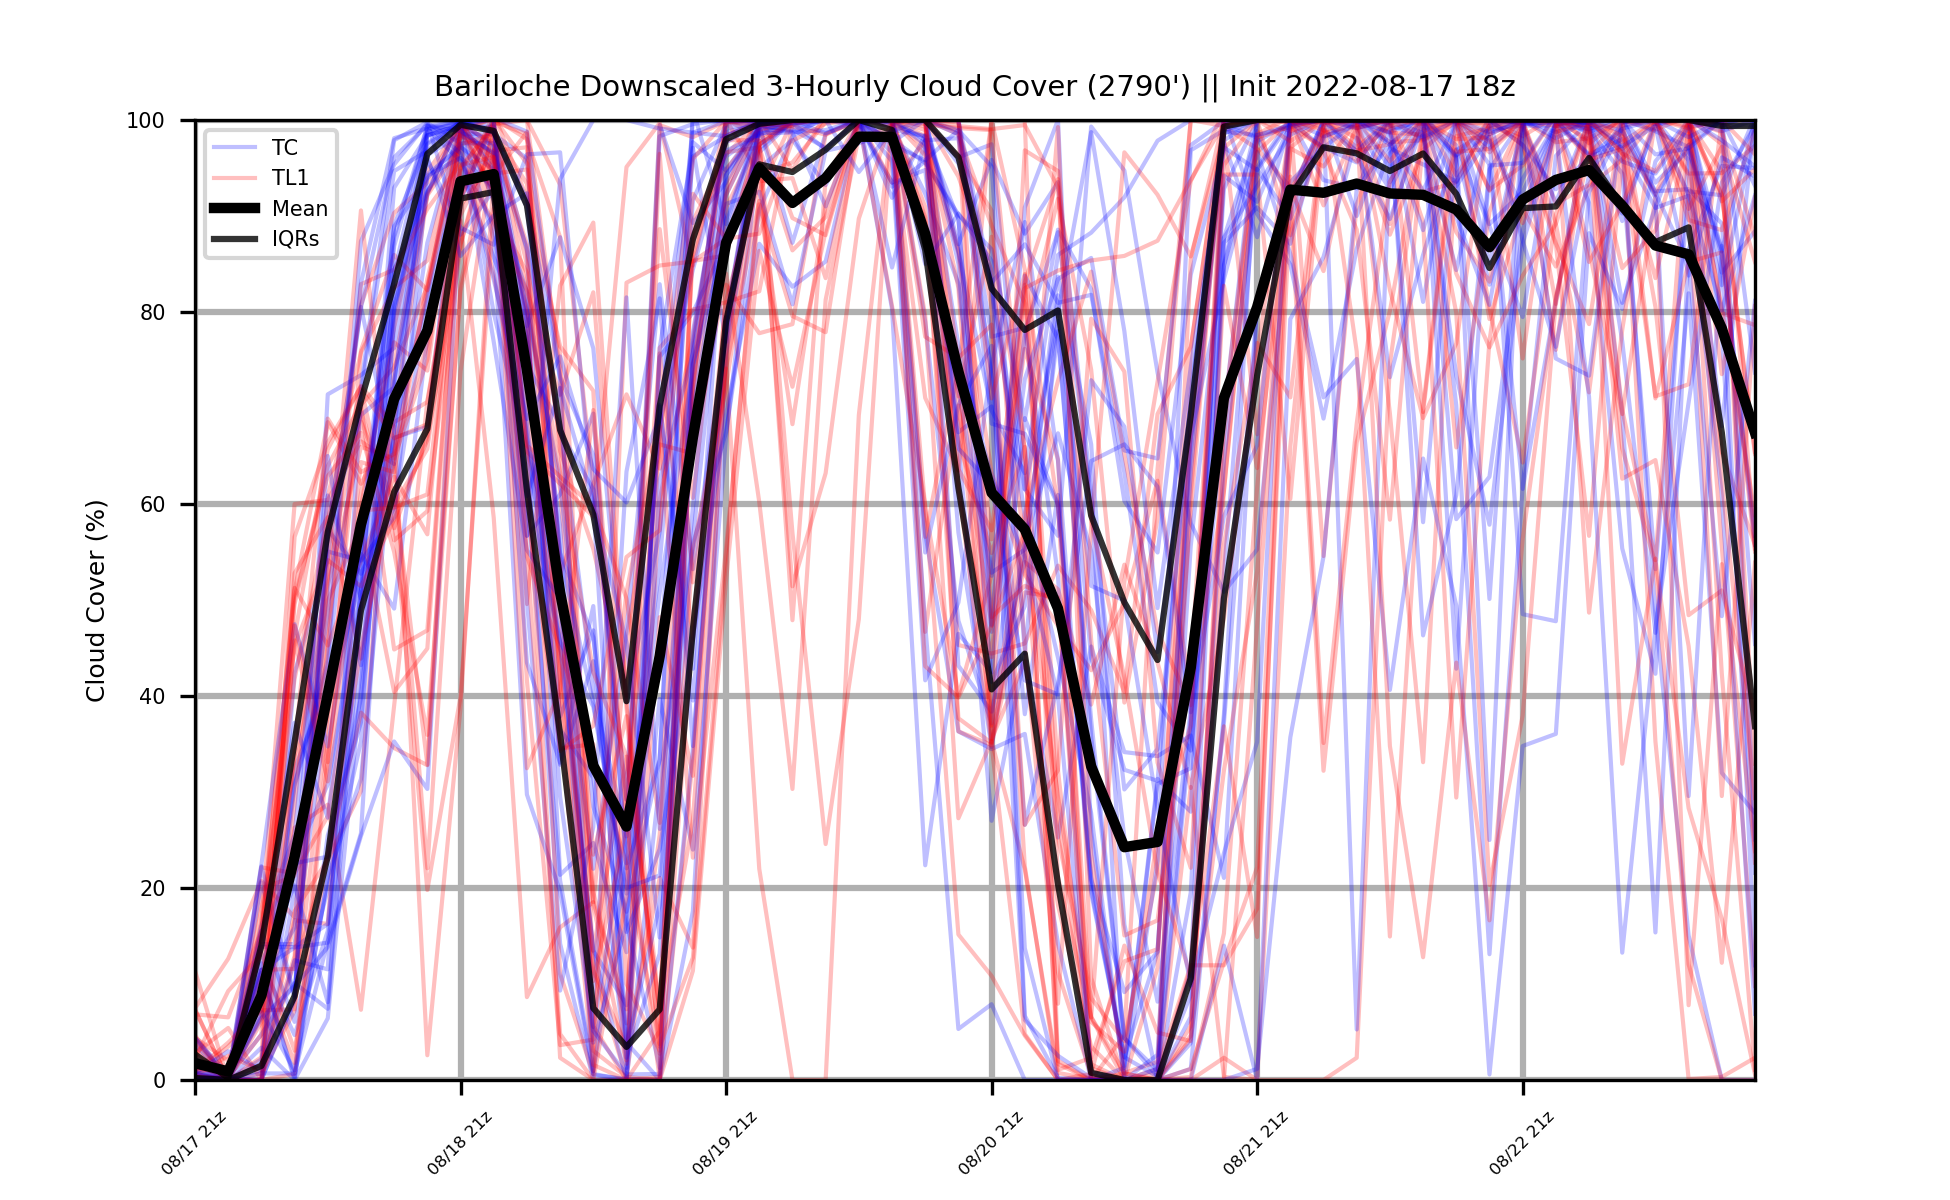 Bariloche Downscaled 3-Hourly Cloud Cover (2790') || Init 2022-08-17 18z
TC
TL1
Mean
IQRs
Cloud Cover (%)
100
80
60
40
20
0
08/17 21z
08/18 21z
08/19 21z
08/20 21z
08/21 21z
08/22 21z